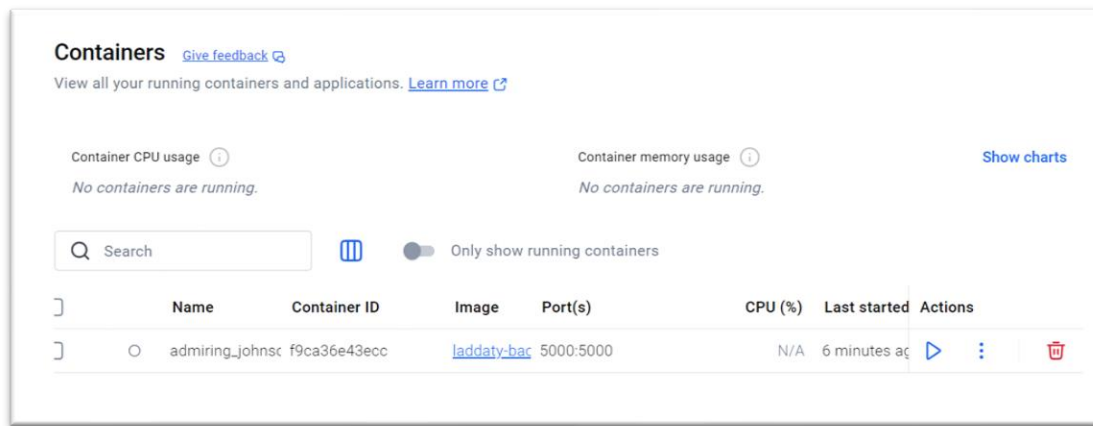 Containers Give feedback
View all your running containers and applications. Learn more
Container CPU usage Container memory usage Show charts
No containers are running. No containers are running.
Search Only show running containers
Name Container ID Image Port(s) CPU (%) Last started Actions
admiring_johnsc f9ca36e43ecc laddaty-bac 5000:5000 N/A 6 minutes ag